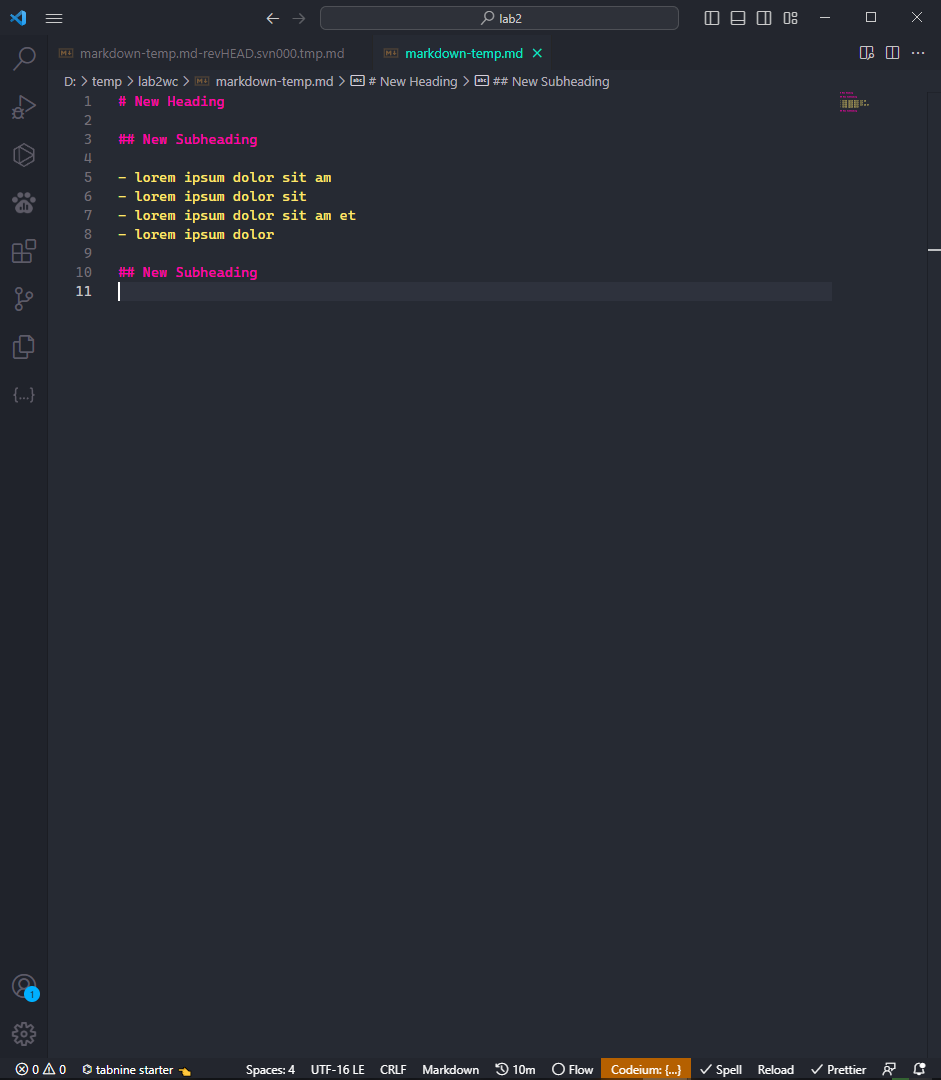 lab2
markdown-temp.md-revHEAD.svn000.tmp.md
markdown-temp.md
D: > temp > lab2wc > markdown-temp.md > # New Heading > ## New Subheading
1 # New Heading
2
3 ## New Subheading
4
5 - lorem ipsum dolor sit am
6 - lorem ipsum dolor sit
7 - lorem ipsum dolor sit am et
8 - lorem ipsum dolor
9
10 ## New Subheading
11
{...}
1
0 0 tabnine starter Spaces: 4 UTF-16 LE CRLF Markdown 10m Flow Codeium: {...} Spell Reload Prettier